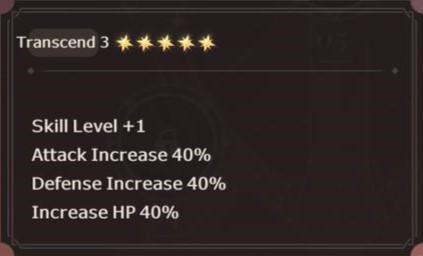 Transcend 3
Skill Level +1
Attack Increase 40%
Defense Increase 40%
Increase HP 40%